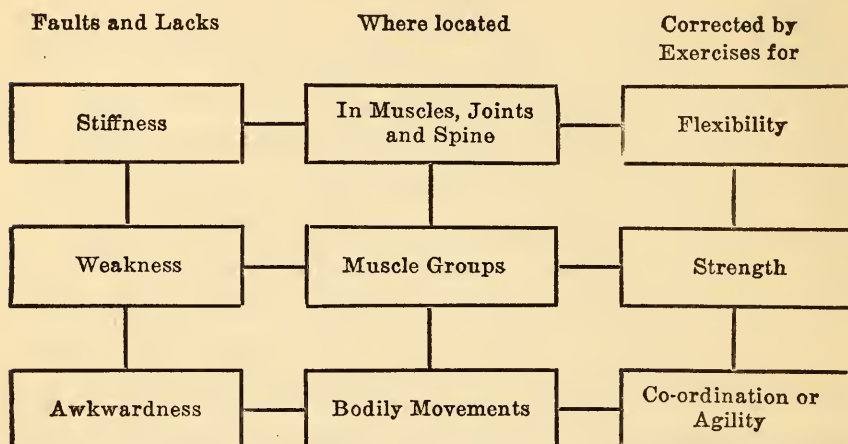 Faults and Lacks
Where located
Corrected by
Exercises for
Stiffness
In Muscles, Joints
and Spine
Flexibility
Weakness
Muscle Groups
Strength
Awkwardness
Bodily Movements
Co-ordination or
Agility